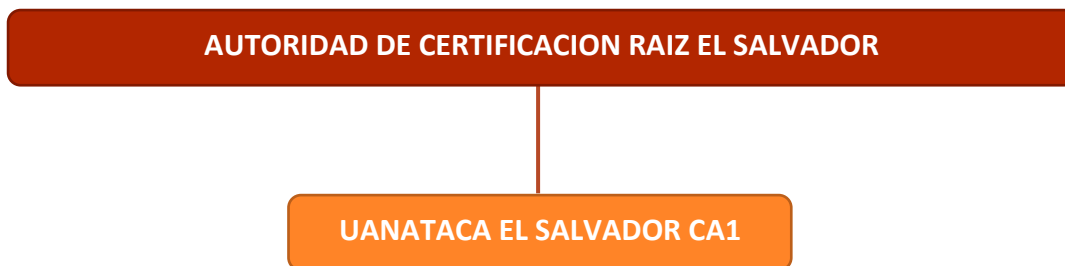 AUTORIDAD DE CERTIFICACION RAIZ EL SALVADOR
UANATACA EL SALVADOR CA1